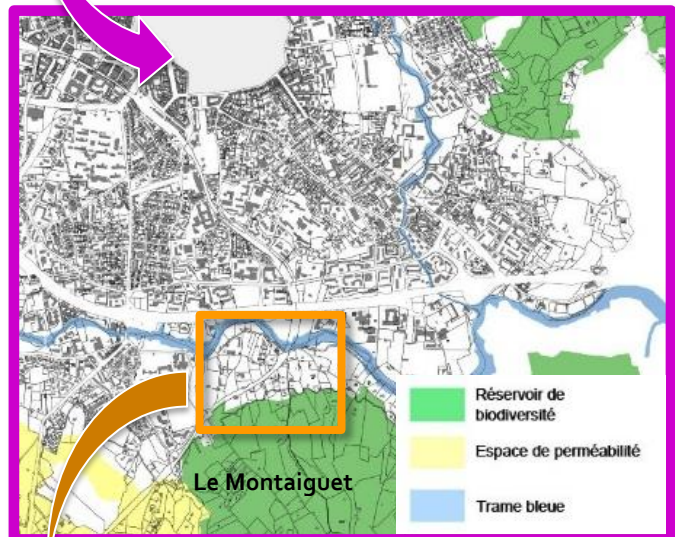 Le Montaiguet
Réservoir de
biodiversité
Espace de perméabilité
Trame bleue